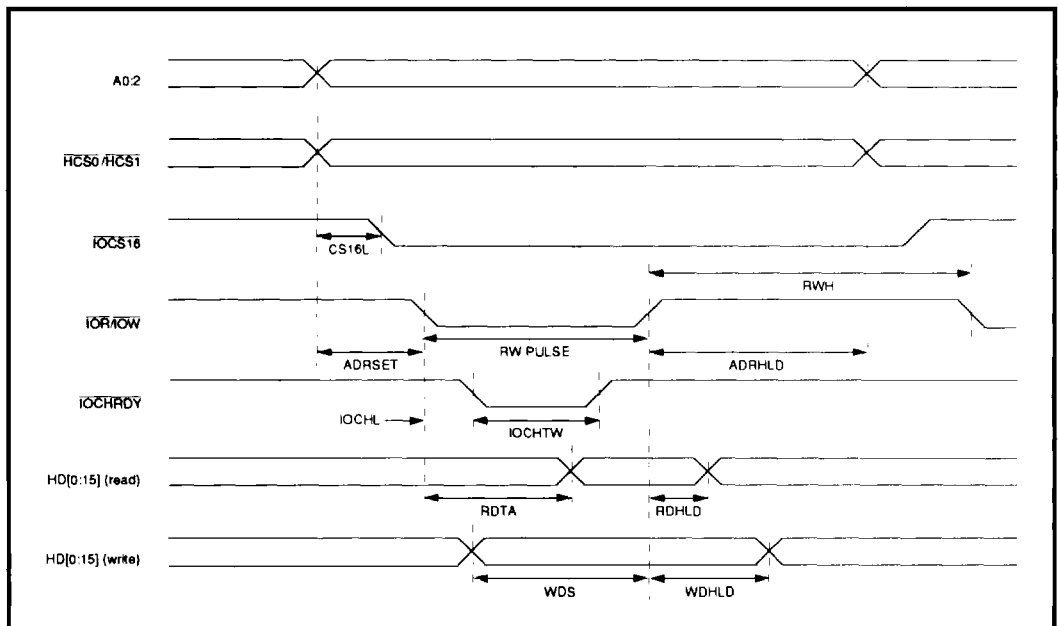 A0:2
HCS0/HCS1
IOCS16
CS16L
RWH
IOR/IOW
RW PULSE
ADRSET
ADRHLD
IOCHRDY
IOCHL
IOCHTW
HD[0:15] (read)
RDTA
RDHLD
HD[0:15] (write)
WDS
WDHLD